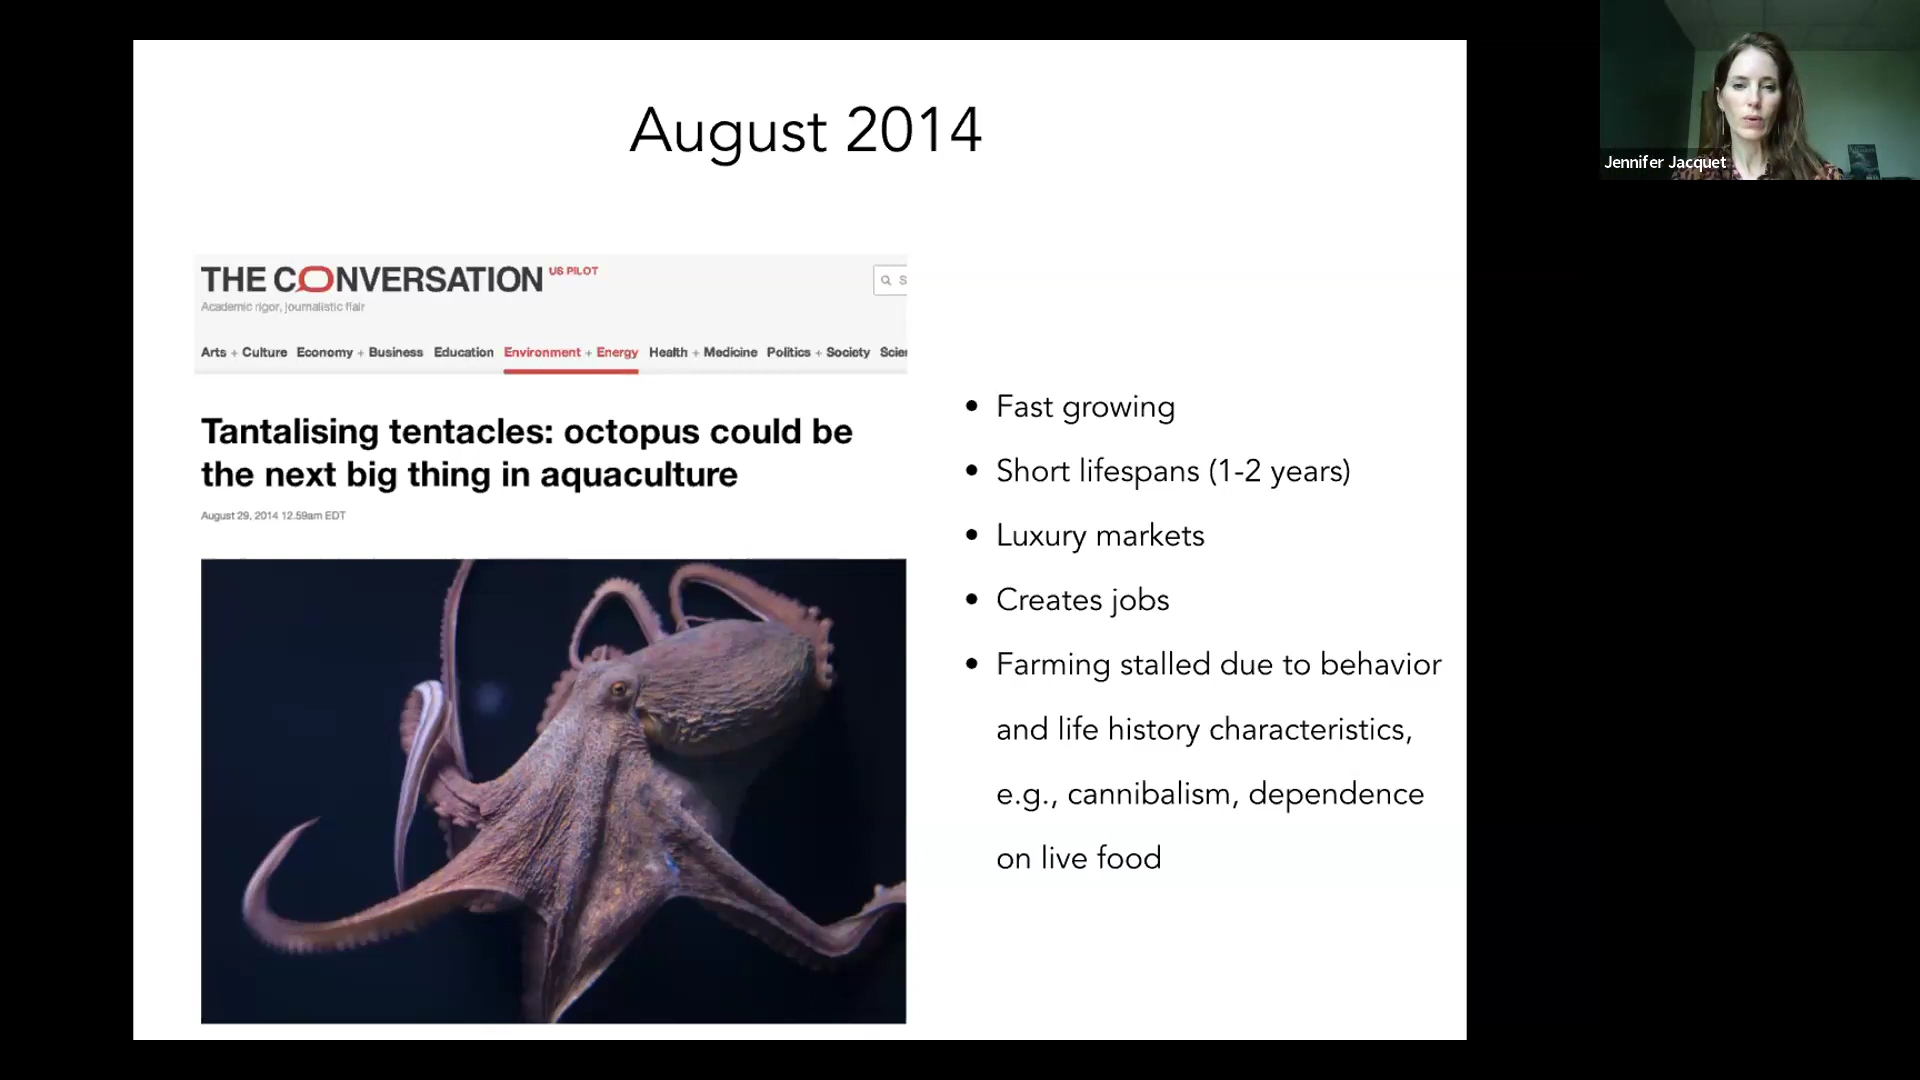 August 2014
Jennifer Jacquet
THE CONVERSATION US PILOT
S
Academic rigor, journalistic flair
Arts + Culture Economy + Business Education Environment + Energy Health + Medicine Politics + Society Scien
Tantalising tentacles: octopus could be
the next big thing in aquaculture
August 29, 2014 12.59am EDT
• Fast growing
• Short lifespans (1-2 years)
• Luxury markets
• Creates jobs
• Farming stalled due to behavior
and life history characteristics,
e.g., cannibalism, dependence
on live food